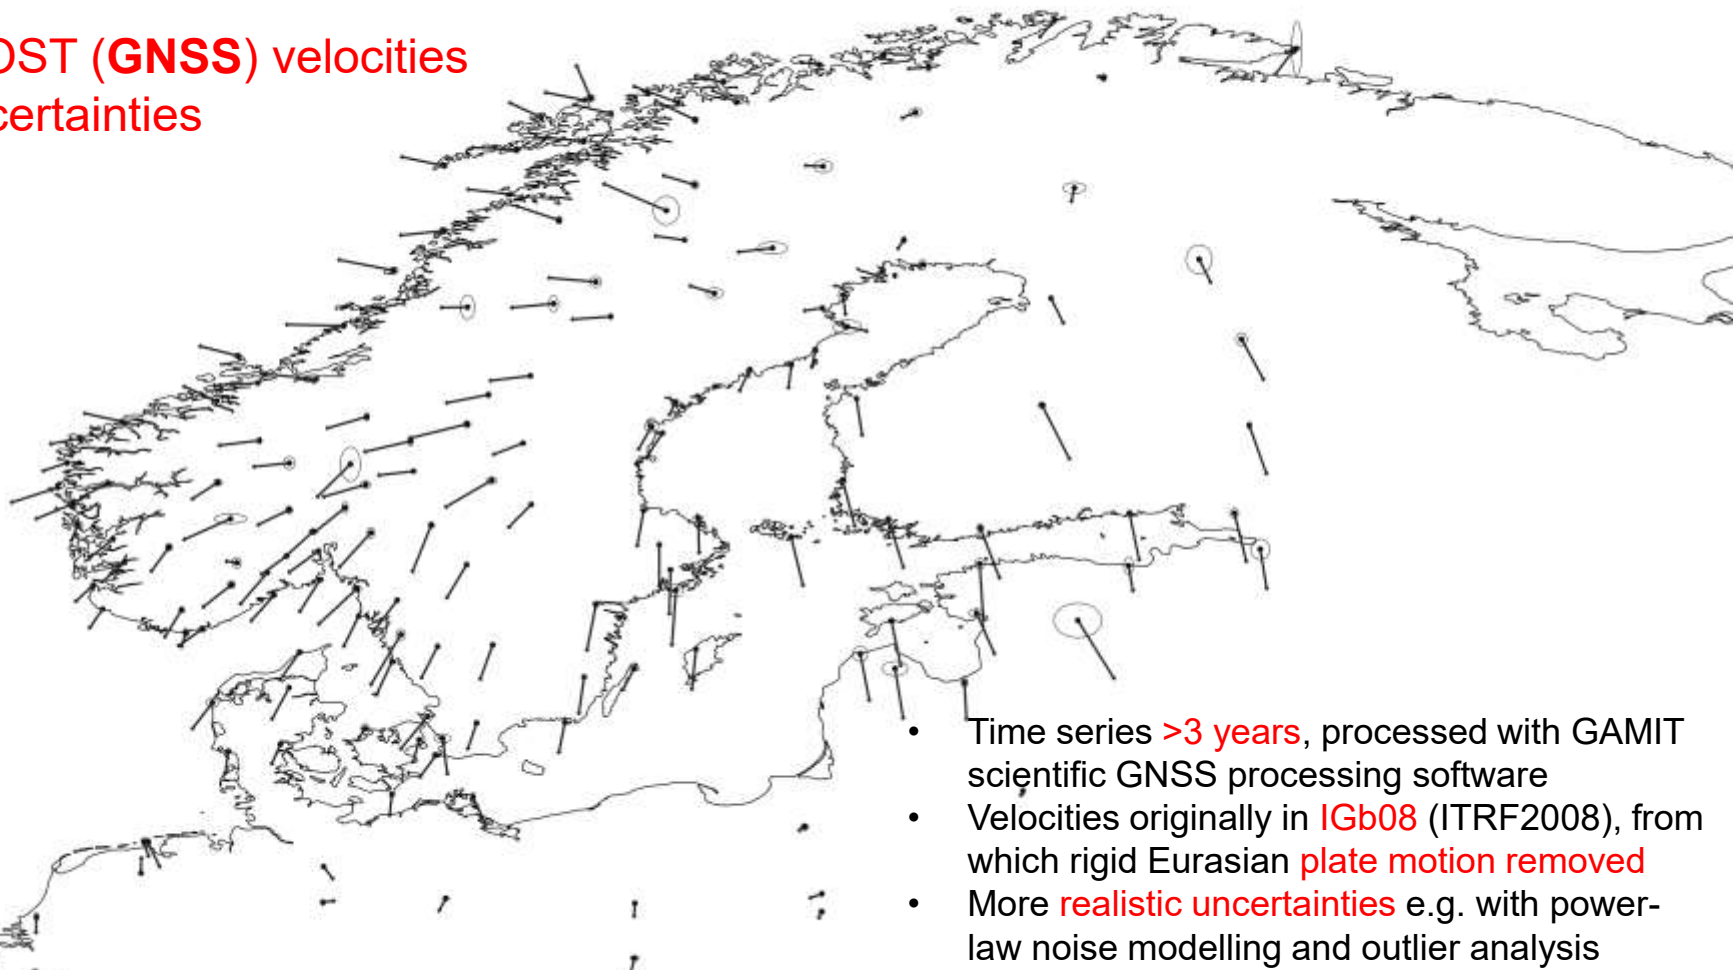 OST (GNSS) velocities
certainties
• Time series >3 years, processed with GAMIT
scientific GNSS processing software
• Velocities originally in IGb08 (ITRF2008), from
which rigid Eurasian plate motion removed
• More realistic uncertainties e.g. with power-
law noise modelling and outlier analysis